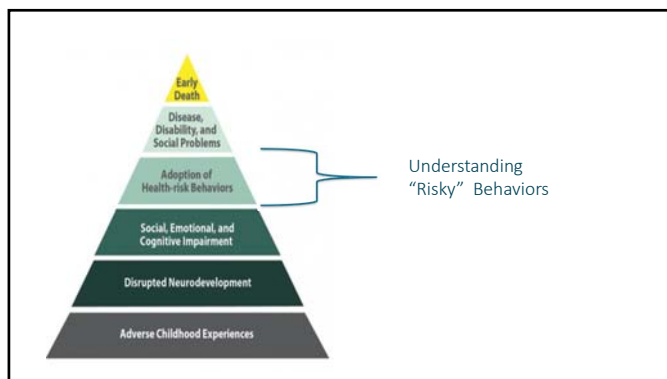 Early
Death
Disease,
Disability, and
Social Problems
Adoption of
Health-risk Behaviors
Understanding
“Risky” Behaviors
Social, Emotional, and
Cognitive Impairment
Disrupted Neurodevelopment
Adverse Childhood Experiences